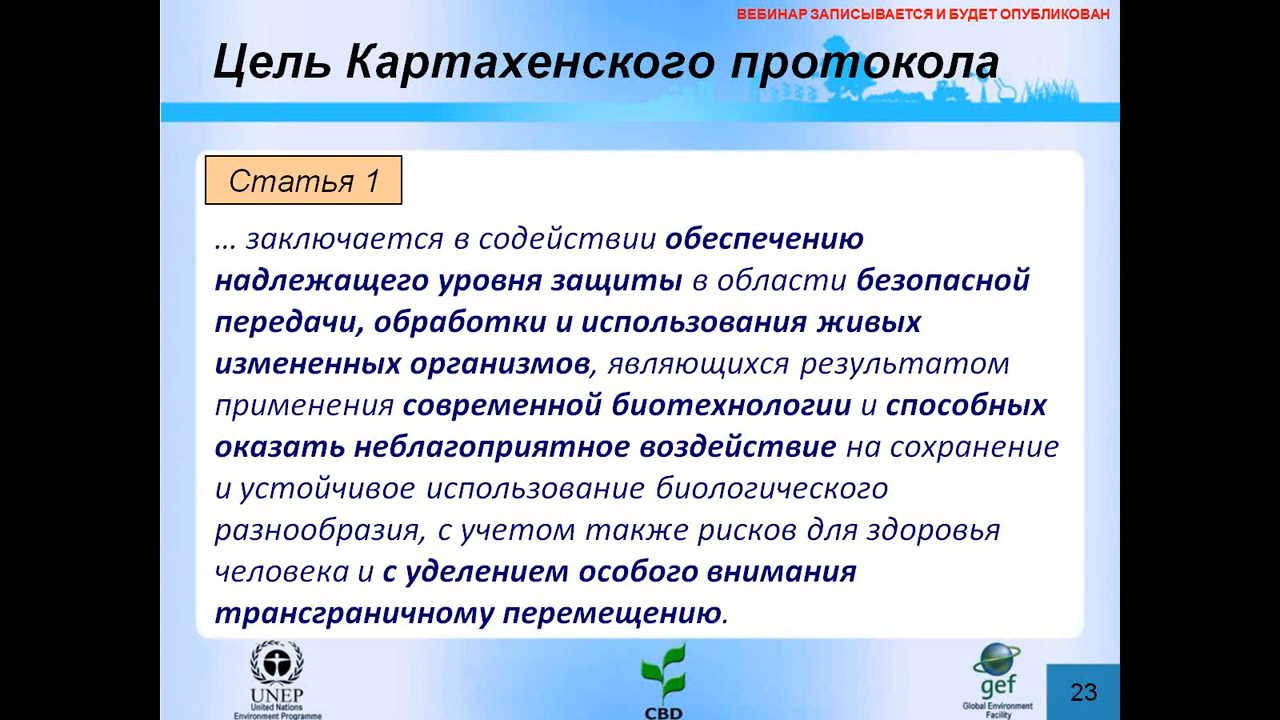 ВЕБИНАР ЗАПИСЫВАЕТСЯ И БУДЕТ ОПУБЛИКОВАН
Цель Картахенского протокола
Статья 1
... заключается в содействии обеспечению
надлежащего уровня защиты в области безопасной
передачи, обработки и использования живых
измененных организмов, являющихся результатом
применения современной биотехнологии и способных
оказать неблагоприятное воздействие на сохранение
и устойчивое использование биологического
разнообразия, с учетом также рисков для здоровья
человека и с уделением особого внимания
трансграничному перемещению.
UNEP
United Nations
Environment Programme
CBD
gef
Global Environment
Facility
23